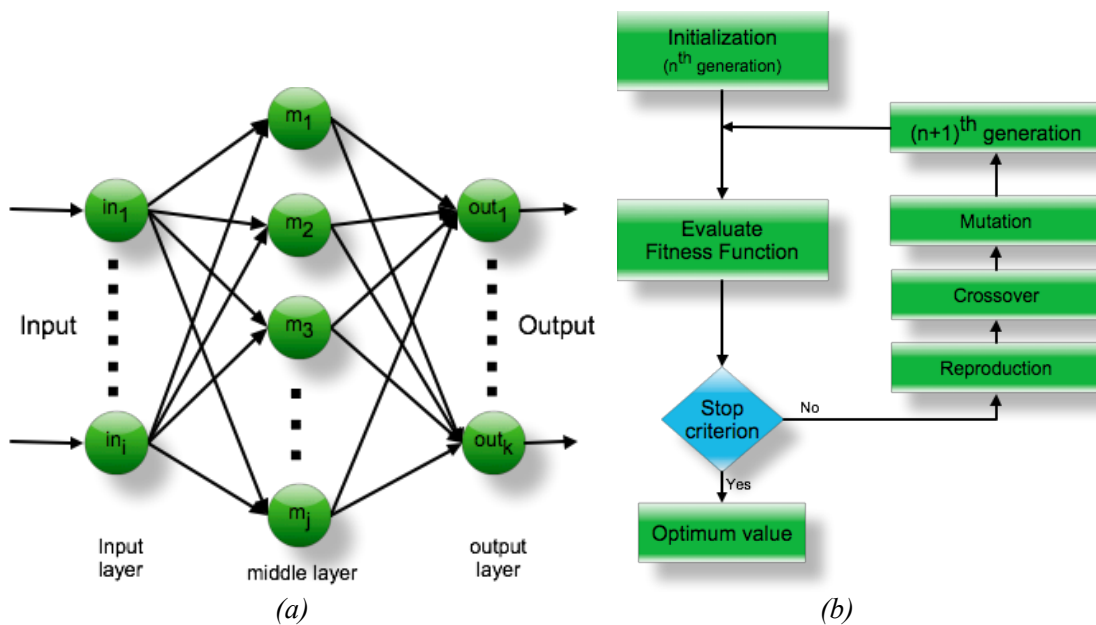 m1
m2
m3
mj
in1
ini
out1
outk
Input
Output
Input
layer
middle layer
output
layer
(a)
Initialization
(nth generation)
(n+1)th generation
Evaluate
Fitness Function
Mutation
Crossover
Reproduction
Stop
criterion
No
Yes
Optimum value
(b)